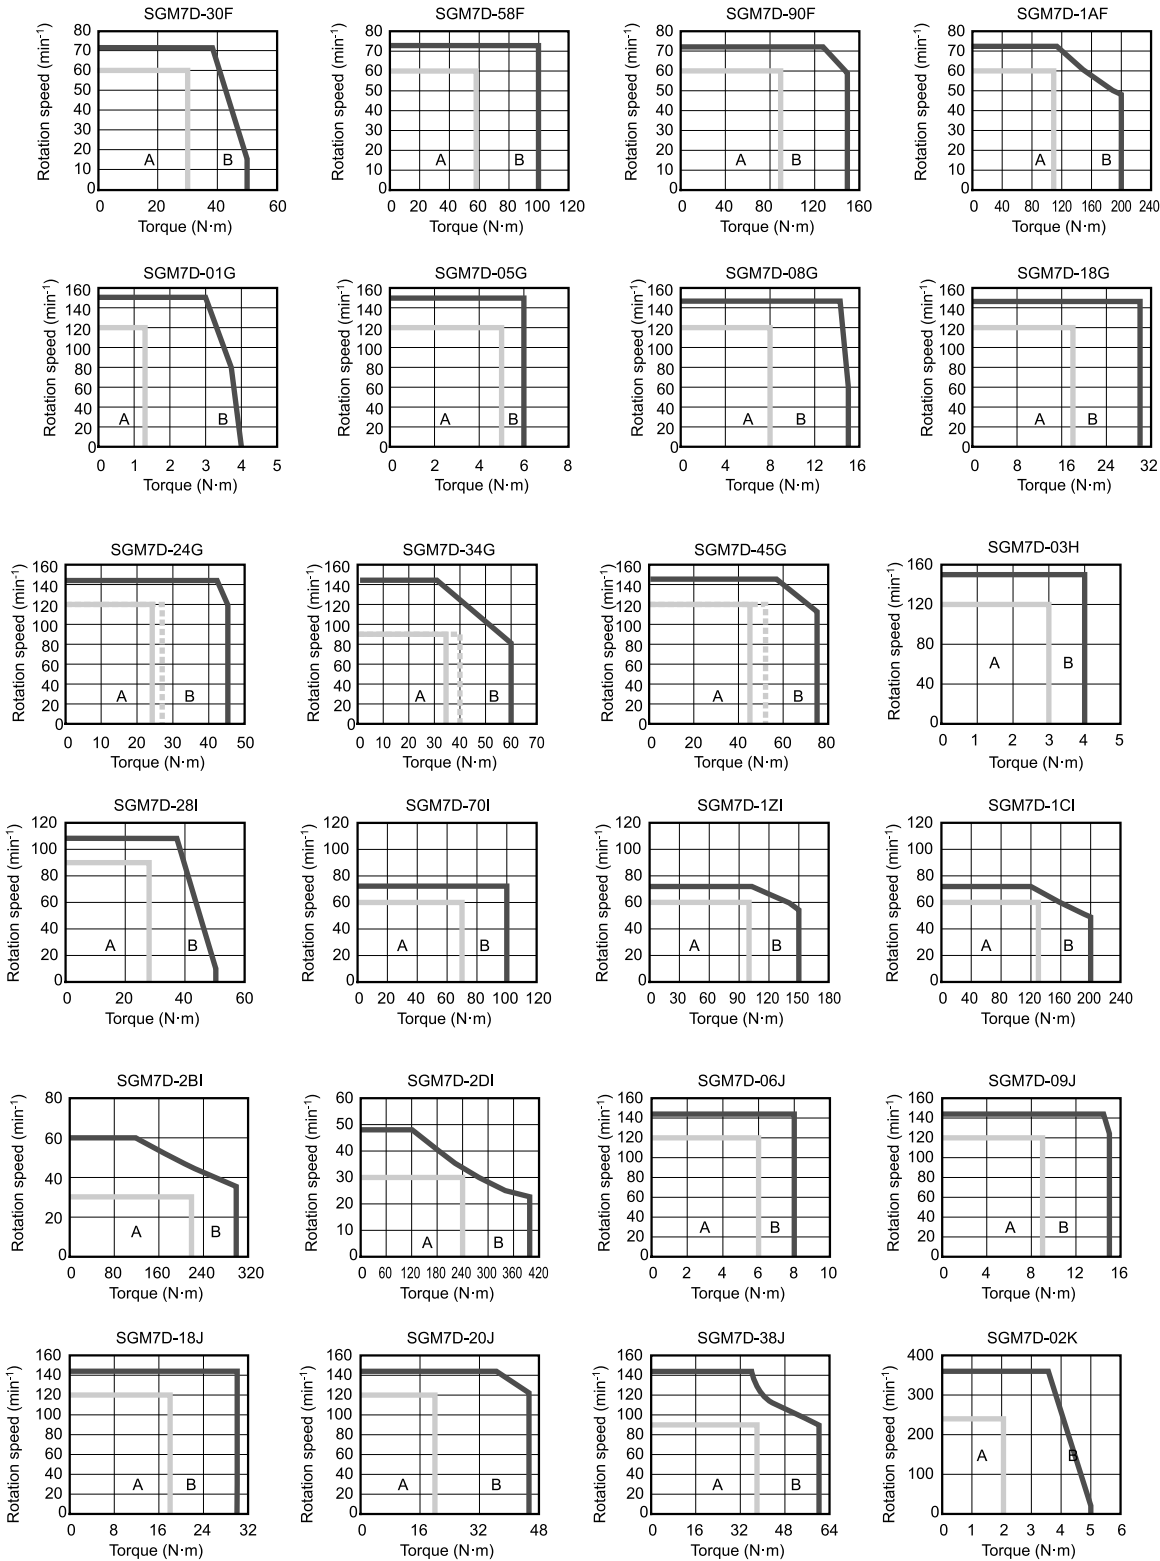 SGM7D-30F
Rotation speed (min-1)
80
70
60
50
40
30
20
10
0
A
B
0 20 40 60
Torque (N·m)
SGM7D-58F
Rotation speed (min-1)
80
70
60
50
40
30
20
10
0
A
B
0 20 40 60 80 100 120
Torque (N·m)
SGM7D-90F
Rotation speed (min-1)
80
70
60
50
40
30
20
10
0
A
B
0 40 80 120 160
Torque (N·m)
SGM7D-1AF
Rotation speed (min-1)
80
70
60
50
40
30
20
10
0
A
B
0 40 80 120 160 200 240
Torque (N·m)
SGM7D-01G
Rotation speed (min-1)
160
140
120
100
80
60
40
20
0
A
B
0 1 2 3 4 5
Torque (N·m)
SGM7D-05G
Rotation speed (min-1)
160
140
120
100
80
60
40
20
0
A
B
0 2 4 6 8
Torque (N·m)
SGM7D-08G
Rotation speed (min-1)
160
140
120
100
80
60
40
20
0
A
B
0 4 8 12 16
Torque (N·m)
SGM7D-18G
Rotation speed (min-1)
160
140
120
100
80
60
40
20
0
A
B
0 8 16 24 32
Torque (N·m)
SGM7D-24G
Rotation speed (min-1)
160
140
120
100
80
60
40
20
0
A
B
0 10 20 30 40 50
Torque (N·m)
SGM7D-34G
Rotation speed (min-1)
160
140
120
100
80
60
40
20
0
A
B
0 10 20 30 40 50 60 70
Torque (N·m)
SGM7D-45G
Rotation speed (min-1)
160
140
120
100
80
60
40
20
0
A
B
0 20 40 60 80
Torque (N·m)
SGM7D-03H
Rotation speed (min-1)
160
120
80
40
0
A
B
0 1 2 3 4 5
Torque (N·m)
SGM7D-28I
Rotation speed (min-1)
120
100
80
60
40
20
0
A
B
0 20 40 60
Torque (N·m)
SGM7D-70I
Rotation speed (min-1)
120
100
80
60
40
20
0
A
B
0 20 40 60 80 100 120
Torque (N·m)
SGM7D-1ZI
Rotation speed (min-1)
120
100
80
60
40
20
0
A
B
0 30 60 90 120 150 180
Torque (N·m)
SGM7D-1CI
Rotation speed (min-1)
120
100
80
60
40
20
0
A
B
0 40 80 120 160 200 240
Torque (N·m)
SGM7D-2BI
Rotation speed (min-1)
80
60
40
20
0
A
B
0 80 160 240 320
Torque (N·m)
SGM7D-2DI
Rotation speed (min-1)
60
50
40
30
20
10
0
A
B
0 60 120 180 240 300 360 420
Torque (N·m)
SGM7D-06J
Rotation speed (min-1)
160
140
120
100
80
60
40
20
0
A
B
0 2 4 6 8 10
Torque (N·m)
SGM7D-09J
Rotation speed (min-1)
160
140
120
100
80
60
40
20
0
A
B
0 4 8 12 16
Torque (N·m)
SGM7D-18J
Rotation speed (min-1)
160
140
120
100
80
60
40
20
0
A
B
0 8 16 24 32
Torque (N·m)
SGM7D-20J
Rotation speed (min-1)
160
140
120
100
80
60
40
20
0
A
B
0 16 32 48
Torque (N·m)
SGM7D-38J
Rotation speed (min-1)
160
140
120
100
80
60
40
20
0
A
B
0 16 32 48 64
Torque (N·m)
SGM7D-02K
Rotation speed (min-1)
400
300
200
100
0
A
B
0 1 2 3 4 5 6
Torque (N·m)